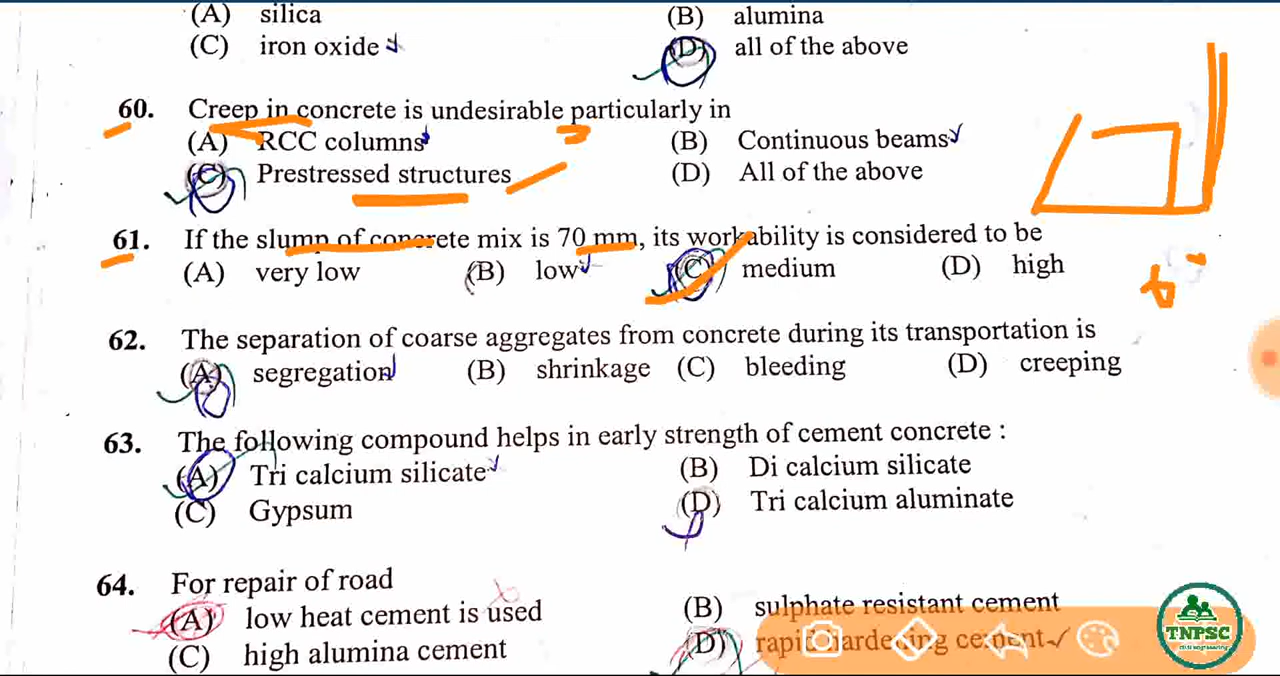 (A) silica (B) alumina
(C) iron oxide (D) all of the above
60. Creep in concrete is undesirable particularly in
(A) RCC columns (B) Continuous beams
(C) Prestressed structures (D) All of the above
61. If the slump of concrete mix is 70 mm, its workability is considered to be
(A) very low (B) low (C) medium (D) high
62. The separation of coarse aggregates from concrete during its transportation is
(A) segregation (B) shrinkage (C) bleeding (D) creeping
63. The following compound helps in early strength of cement concrete :
(A) Tri calcium silicate (B) Di calcium silicate
(C) Gypsum (D) Tri calcium aluminate
64. For repair of road
(A) low heat cement is used (B) sulphate resistant cement
(C) high alumina cement (D) rapid hardening cement
TNPSC